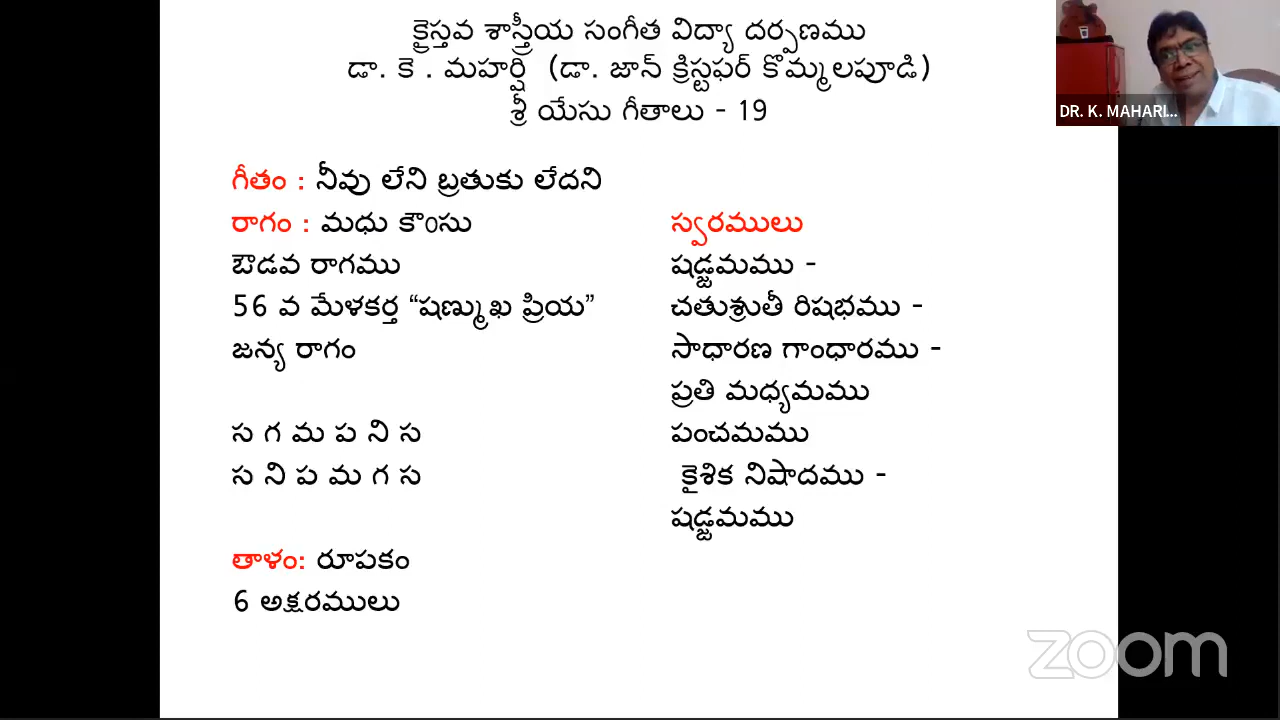 క్రైస్తవ శాస్త్రీయ సంగీత విద్యా దర్పణము
డా. కె . మహర్షి (డా. జాన్ క్రిస్టఫర్ కొమ్మలపూడి)
శ్రీ యేసు గీతాలు - 19
DR. K. MAHARI...
గీతం : నీవు లేని బ్రతుకు లేదని
రాగం : మధు కౌంసు
ఔడవ రాగము
56 వ మేళకర్త “షణ్ముఖ ప్రియ”
జన్య రాగం
స గ మ ప ని స
స ని ప మ గ స
తాళం: రూపకం
6 అక్షరములు
స్వరములు
షడ్జమము -
చతుశ్రుతీ రిషభము -
సాధారణ గాంధారము -
ప్రతి మధ్యమము
పంచమము
కైశిక నిషాదము -
షడ్జమము
zoom